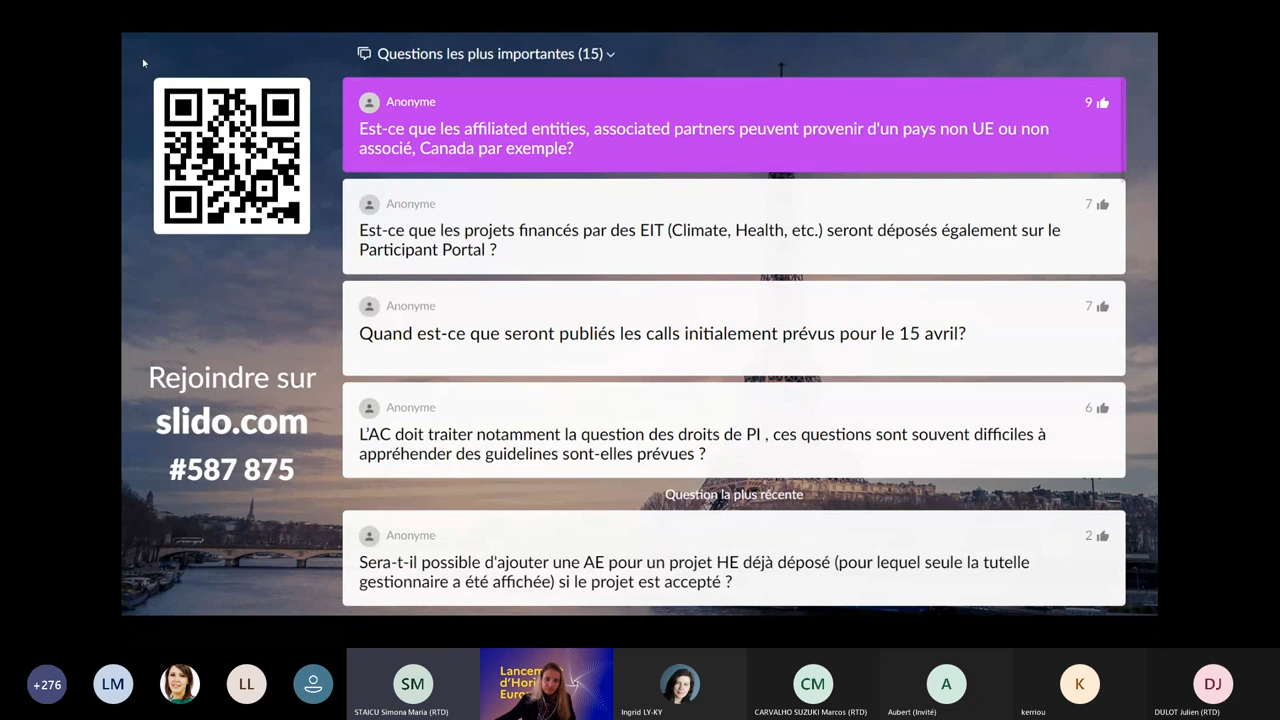 Questions les plus importantes (15)
Anonyme
9
Est-ce que les affiliated entities, associated partners peuvent provenir d'un pays non UE ou non
associé, Canada par exemple?
Anonyme
7
Est-ce que les projets financés par des EIT (Climate, Health, etc.) seront déposés également sur le
Participant Portal ?
Anonyme
7
Quand est-ce que seront publiés les calls initialement prévus pour le 15 avril?
Anonyme
6
L'AC doit traiter notamment la question des droits de PI , ces questions sont souvent difficiles à
appréhender des guidelines sont-elles prévues ?
Question la plus récente
Anonyme
2
Sera-t-il possible d'ajouter une AE pour un projet HE déjà déposé (pour lequel seule la tutelle
gestionnaire a été affichée) si le projet est accepté ?
Rejoindre sur
slido.com
#587 875
+276
LM
LL
SM
STAICU Simona Maria (RTD)
Ingrid LY-KY
CM
CARVALHO SUZUKI Marcos (RTD)
A
Aubert (Invité)
K
kerriou
DJ
DULOT Julien (RTD)